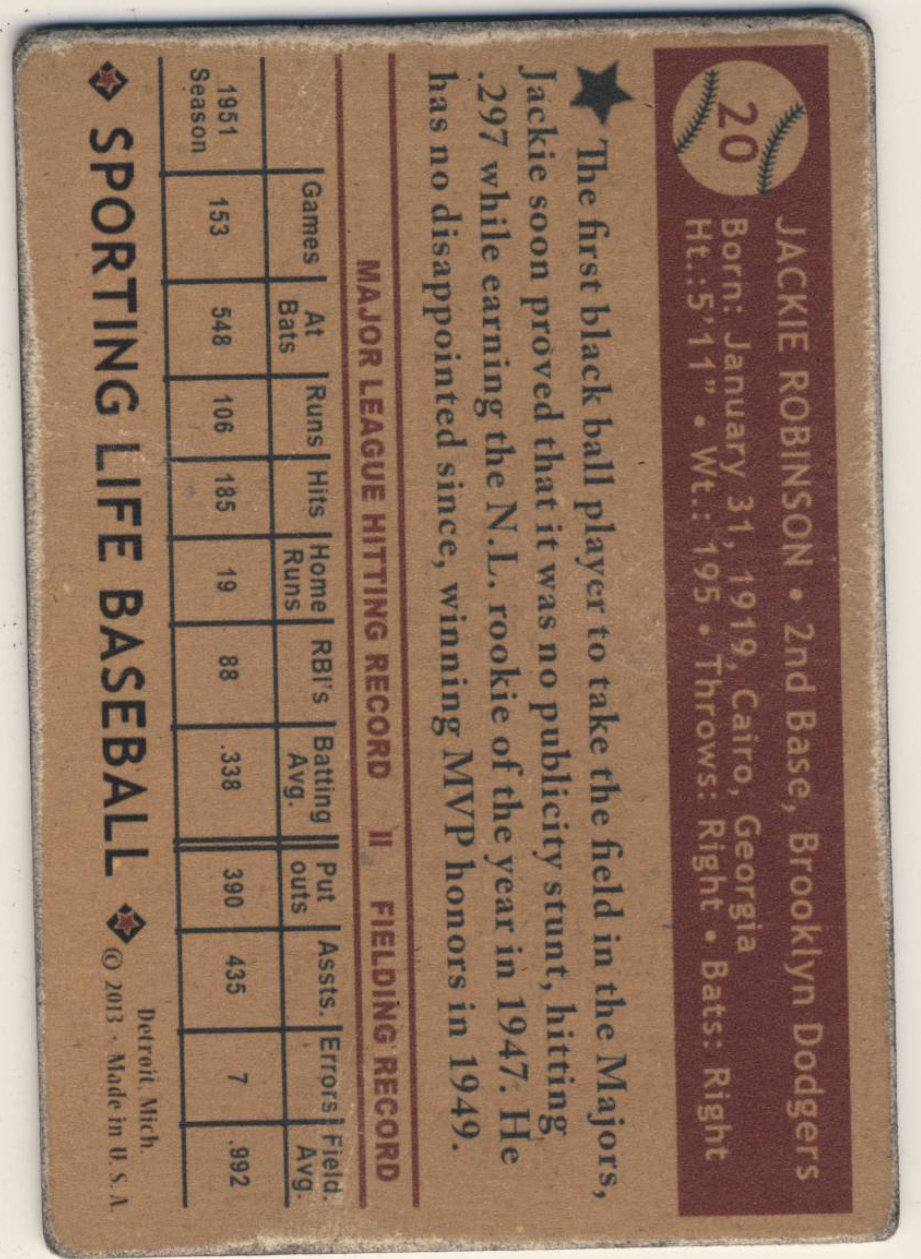 20
JACKIE ROBINSON • 2nd Base, Brooklyn Dodgers
Born: January 31, 1919, Cairo, Georgia
Ht.:5'11" • Wt.: 195 • Throws: Right • Bats: Right
★ The first black ball player to take the field in the Majors,
Jackie soon proved that it was no publicity stunt, hitting
.297 while earning the N.L. rookie of the year in 1947. He
has no disappointed since, winning MVP honors in 1949.
MAJOR LEAGUE HITTING RECORD || FIELDING RECORD
Games At Bats Runs Hits Home Runs RBI's Batting Avg. Put outs Assts. Errors Field. Avg.
1951 Season 153 548 106 185 19 88 .338 390 435 7 .992
SPORTING LIFE BASEBALL
Detroit, Mich.
© 2013 · Made in U. S. A.